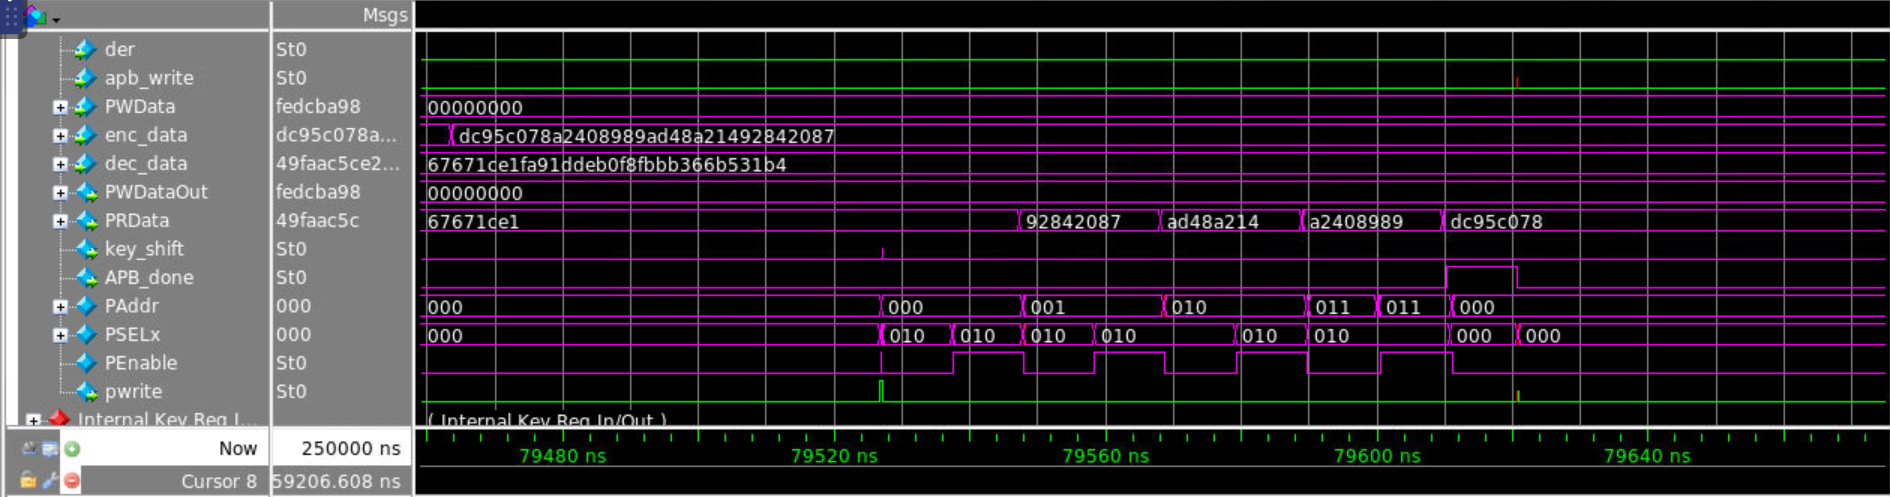 Msgs
der St0
apb_write St0
PWData fedcba98 00000000
enc_data dc95c078a... dc95c078a2408989ad48a21492842087
dec_data 49faac5ce2... 67671ce1fa91ddeb0f8fbbb366b531b4
PWDataOut fedcba98 00000000
PRData 49faac5c 67671ce1 92842087 ad48a214 a2408989 dc95c078
key_shift St0
APB_done St0
PAddr 000 000 000 001 010 011 011 000
PSELx 000 000 010 010 010 010 010 010 000 000
PEnable St0
pwrite St0
Internal Key Reg I... ( Internal Key Reg In/Out )
Now 250000 ns 79480 ns 79520 ns 79560 ns 79600 ns 79640 ns
Cursor 8 59206.608 ns